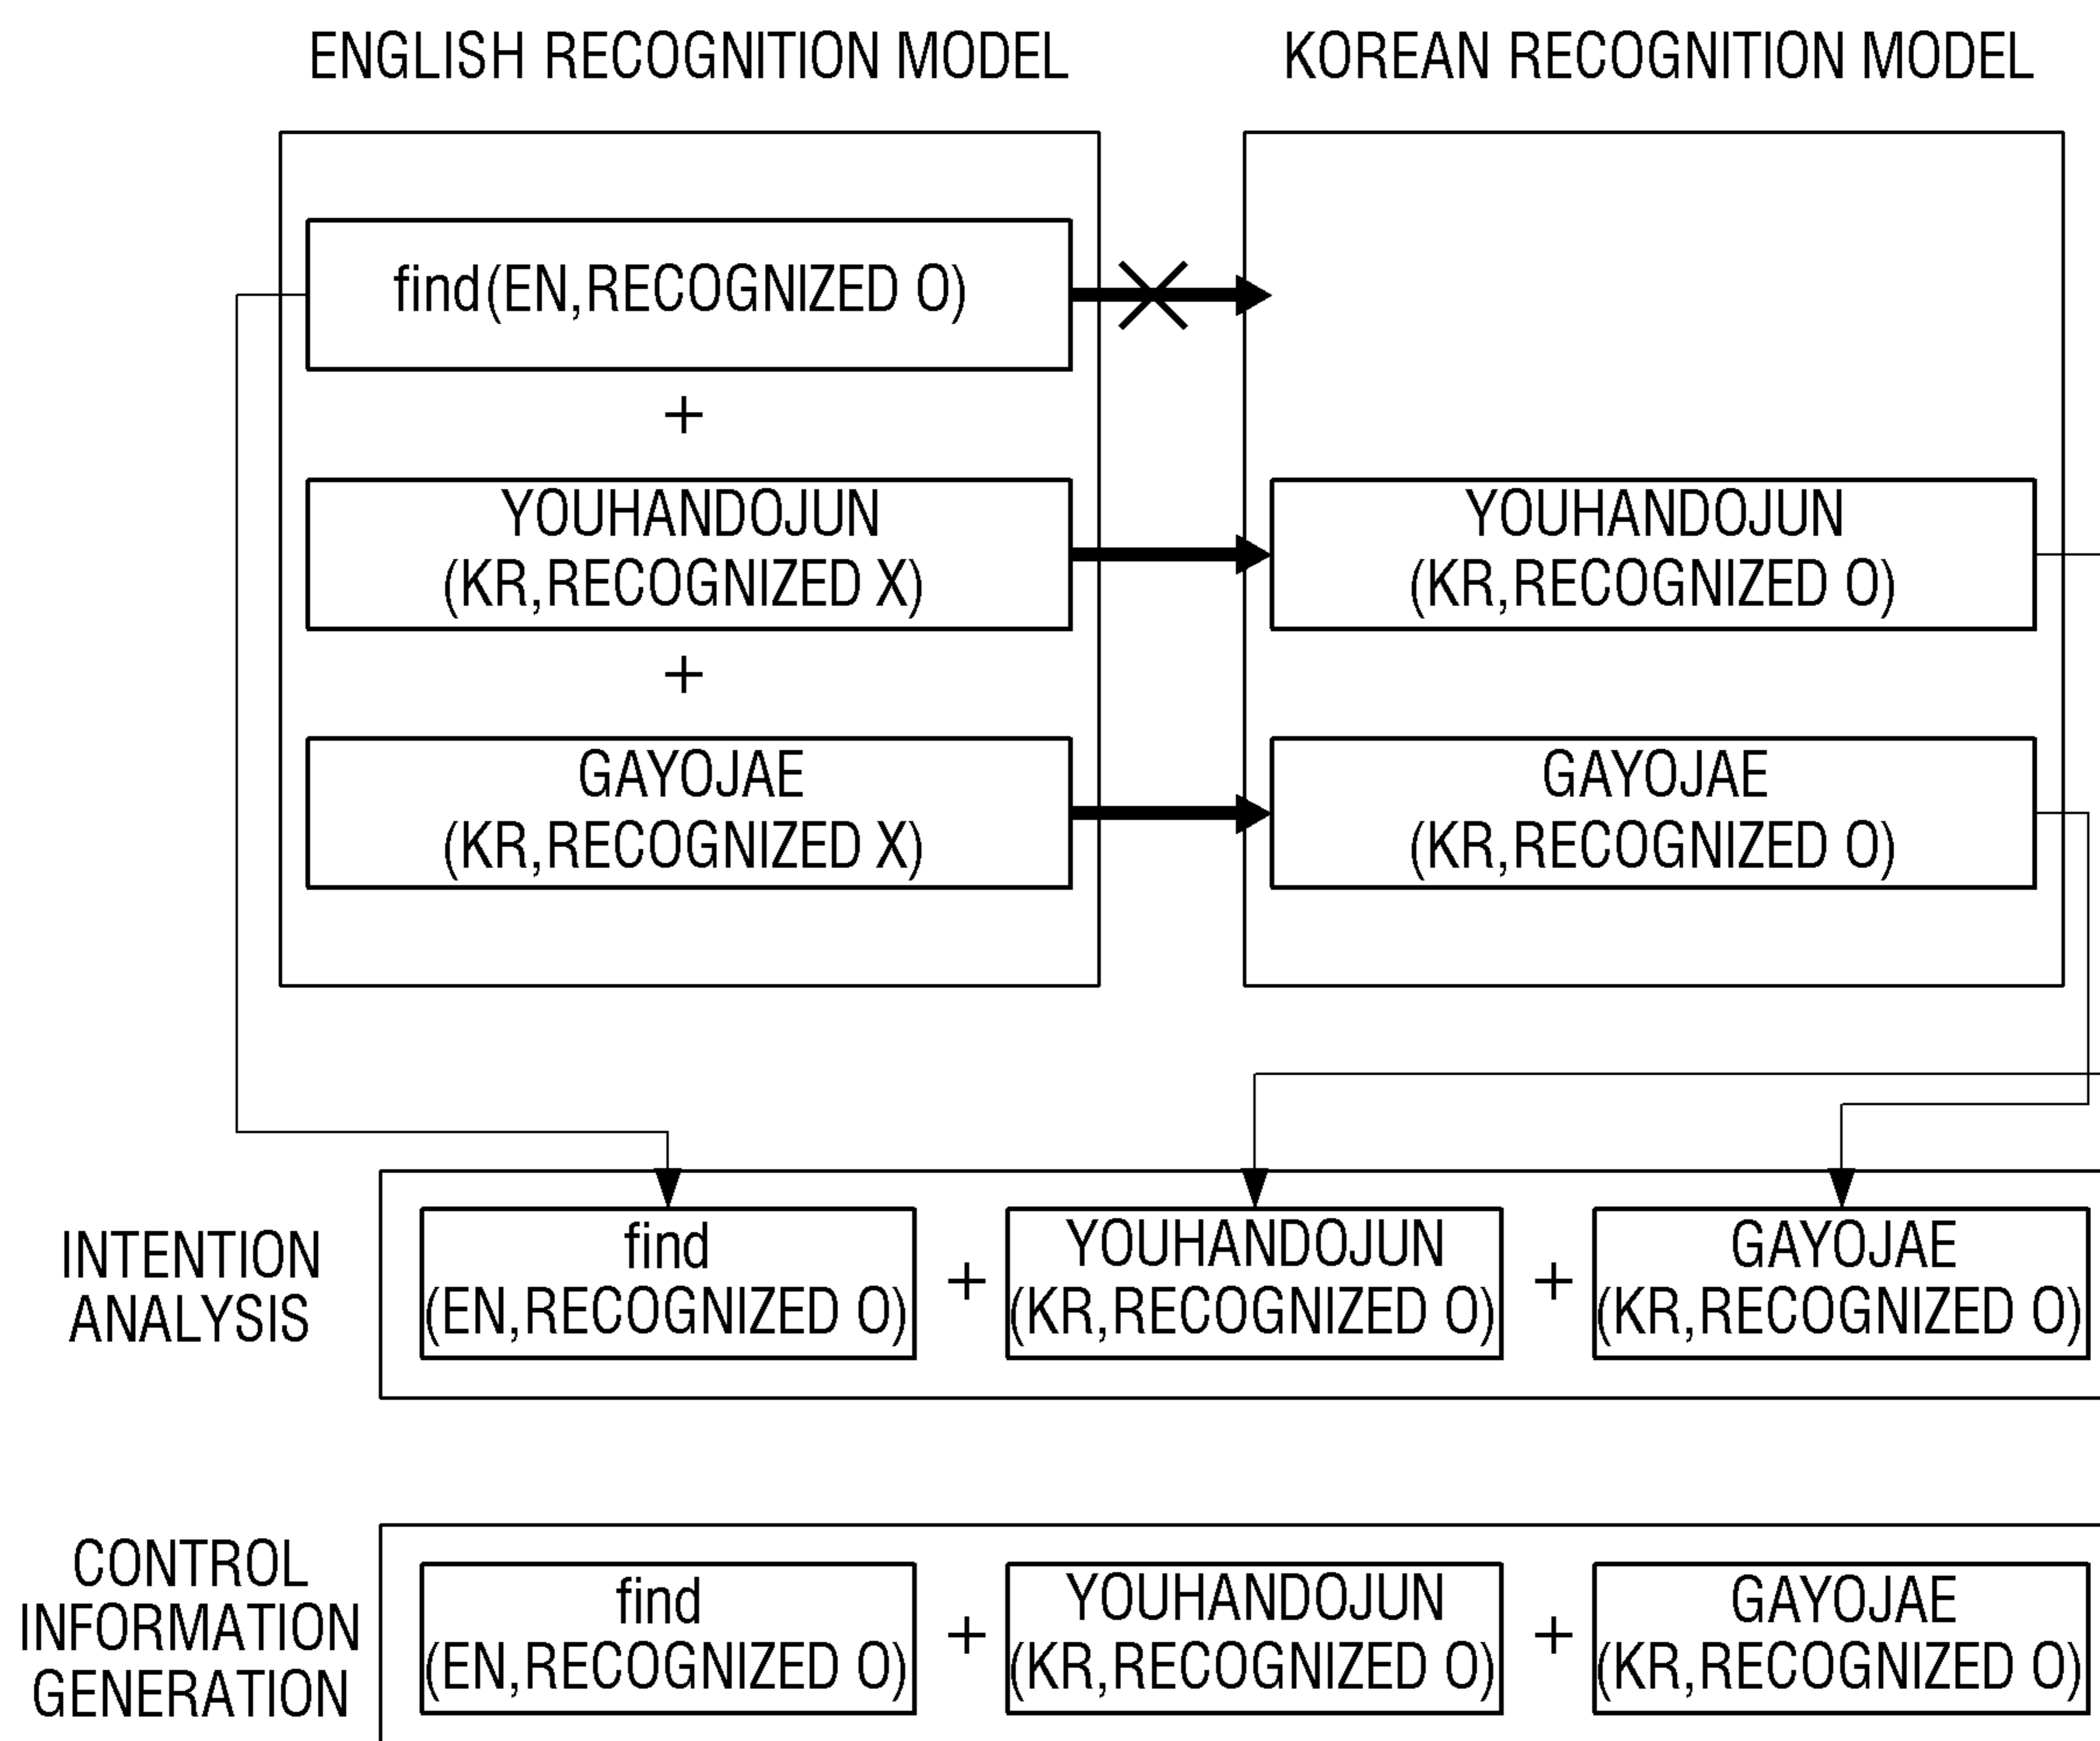 ENGLISH RECOGNITION MODEL
KOREAN RECOGNITION MODEL
find(EN,RECOGNIZED O)
+
YOUHANDOJUN
(KR,RECOGNIZED X)
YOUHANDOJUN
(KR,RECOGNIZED O)
+
GAYOJAE
(KR,RECOGNIZED X)
GAYOJAE
(KR,RECOGNIZED O)
INTENTION
ANALYSIS
find
(EN,RECOGNIZED O)
+
YOUHANDOJUN
(KR,RECOGNIZED O)
+
GAYOJAE
(KR,RECOGNIZED O)
CONTROL
INFORMATION
GENERATION
find
(EN,RECOGNIZED O)
+
YOUHANDOJUN
(KR,RECOGNIZED O)
+
GAYOJAE
(KR,RECOGNIZED O)